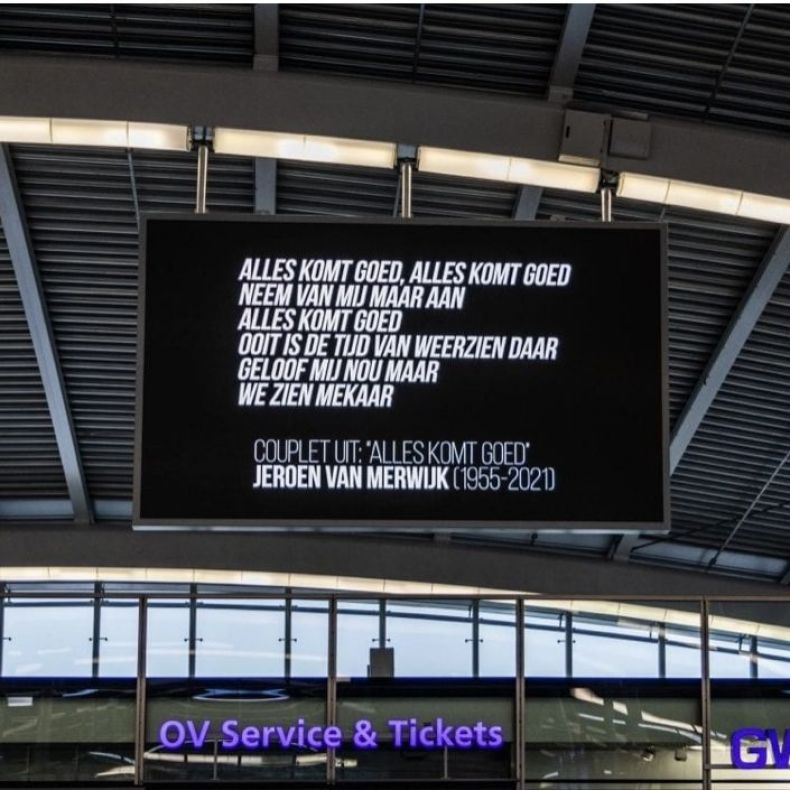 ALLES KOMT GOED, ALLES KOMT GOED
NEEM VAN MIJ MAAR AAN
ALLES KOMT GOED
OOIT IS DE TIJD VAN WEERZIEN DAAR
GELOOF MIJ NOU MAAR
WE ZIEN MEKAAR
COUPLET UIT: "ALLES KOMT GOED"
JEROEN VAN MERWIJK (1955-2021)
OV Service & Tickets